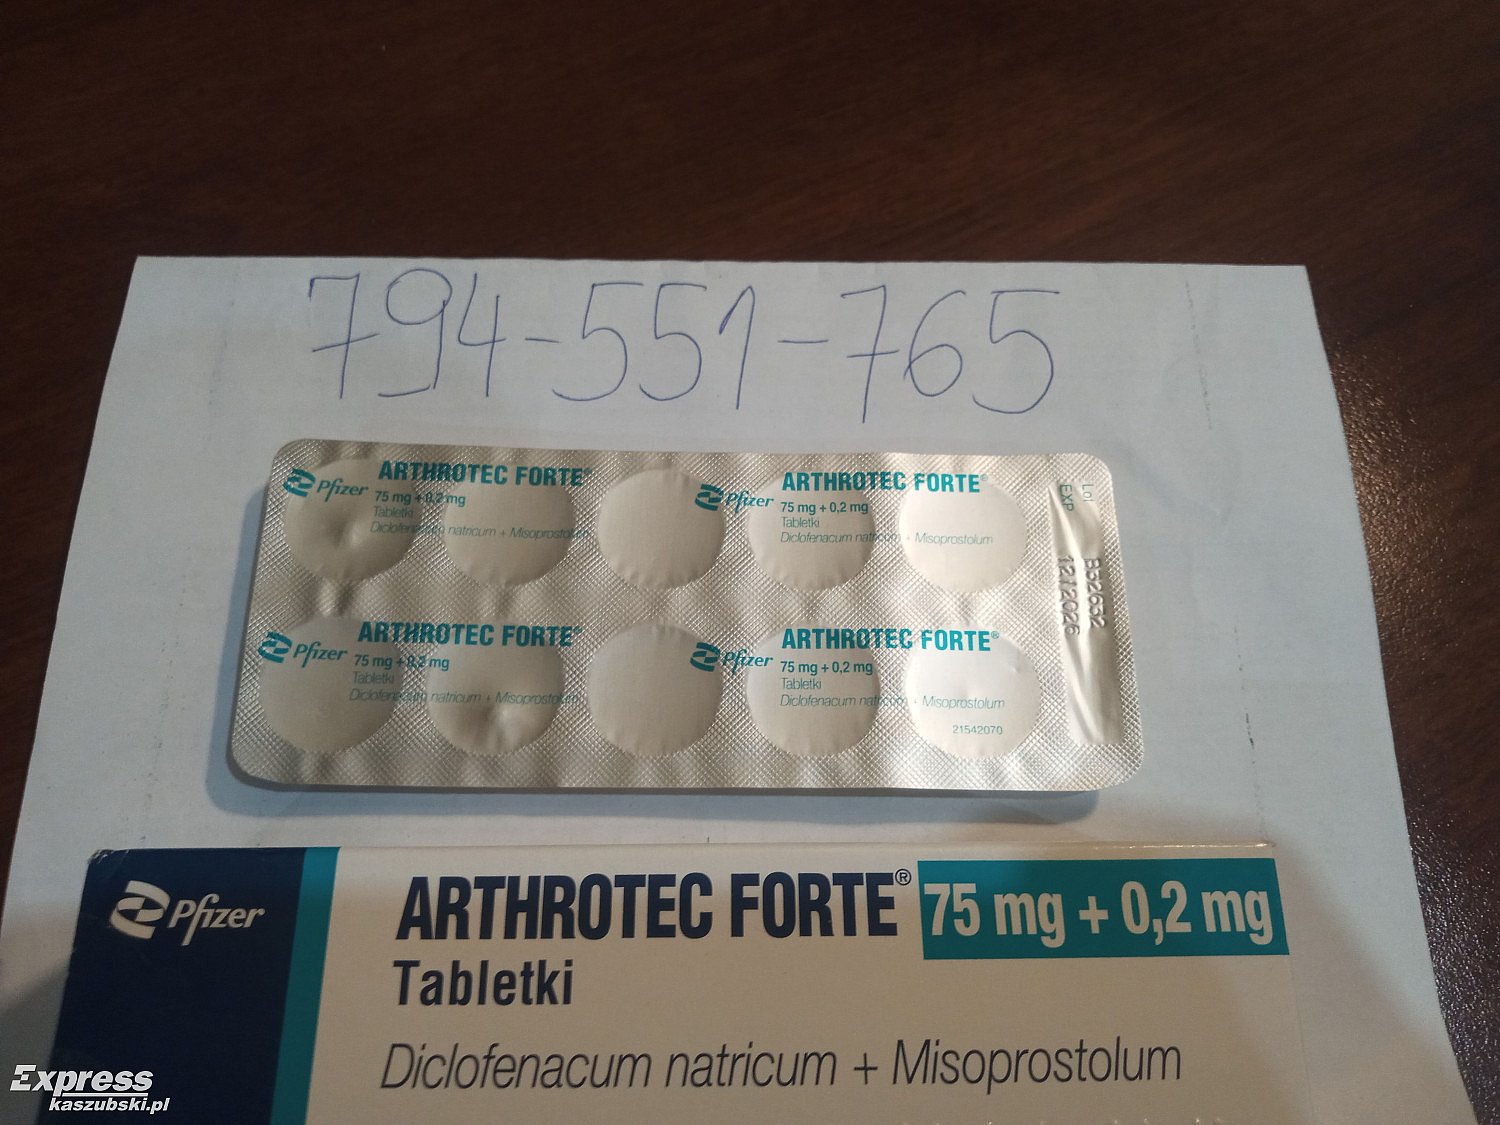 794-551-765
Pfizer ARTHROTEC FORTE®
75 mg + 0,2 mg
Tabletki
Diclofenacum natricum + Misoprostolum
Pfizer ARTHROTEC FORTE®
75 mg + 0,2 mg
Tabletki
Diclofenacum natricum + Misoprostolum
Lot B32632
EXP 12/2026
Pfizer ARTHROTEC FORTE®
75 mg + 0,2 mg
Tabletki
Diclofenacum natricum + Misoprostolum
Pfizer ARTHROTEC FORTE®
75 mg + 0,2 mg
Tabletki
Diclofenacum natricum + Misoprostolum
21542070
Pfizer
ARTHROTEC FORTE® 75 mg + 0,2 mg
Tabletki
Diclofenacum natricum + Misoprostolum
Express
kaszubski.pl